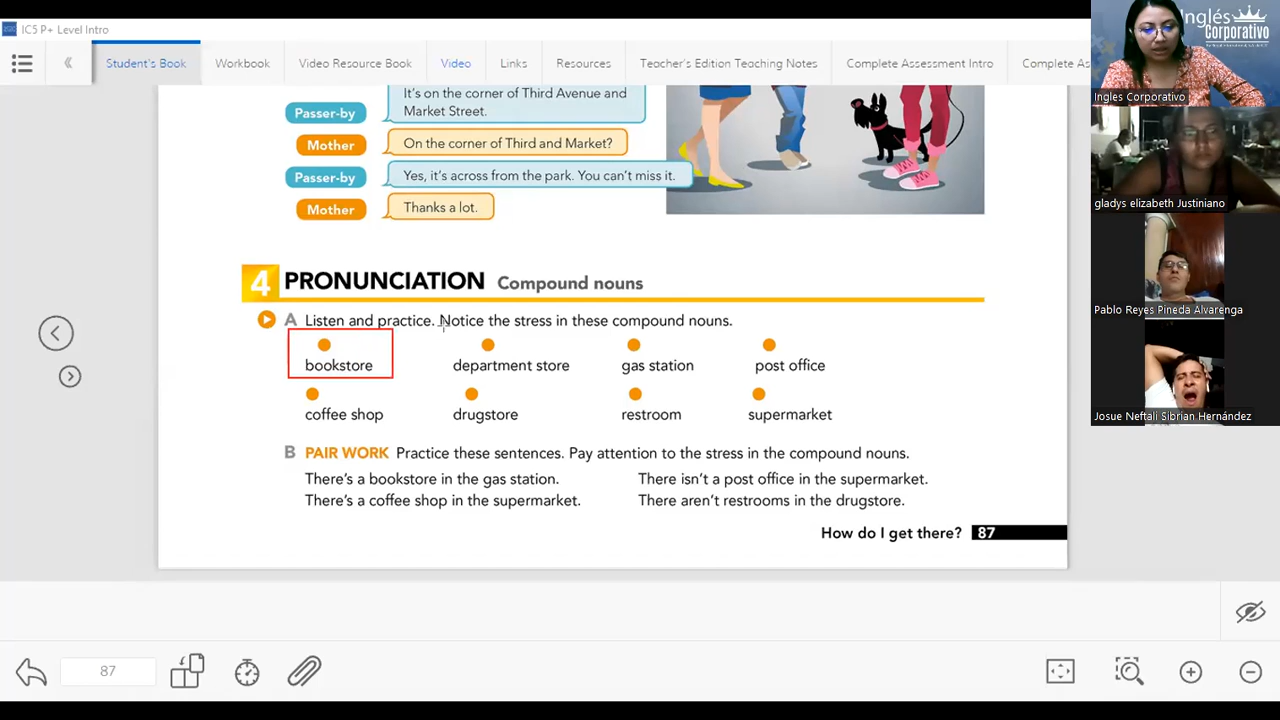 IC5 P+ Level Intro
Student's Book
Workbook
Video Resource Book
Video
Links
Resources
Teacher's Edition Teaching Notes
Complete Assessment Intro
Complete As
Inglés
Corporativo
Ingles Corporativo
gladys elizabeth Justiniano
Pablo Reyes Pineda Alvarenga
Josue Neftali Sibrian Hernández
It's on the corner of Third Avenue and
Passer-by Market Street.
Mother On the corner of Third and Market?
Passer-by Yes, it's across from the park. You can't miss it.
Mother Thanks a lot.
4 PRONUNCIATION Compound nouns
A Listen and practice. Notice the stress in these compound nouns.
bookstore department store gas station post office
coffee shop drugstore restroom supermarket
B PAIR WORK Practice these sentences. Pay attention to the stress in the compound nouns.
There's a bookstore in the gas station. There isn't a post office in the supermarket.
There's a coffee shop in the supermarket. There aren't restrooms in the drugstore.
How do I get there? 87
87